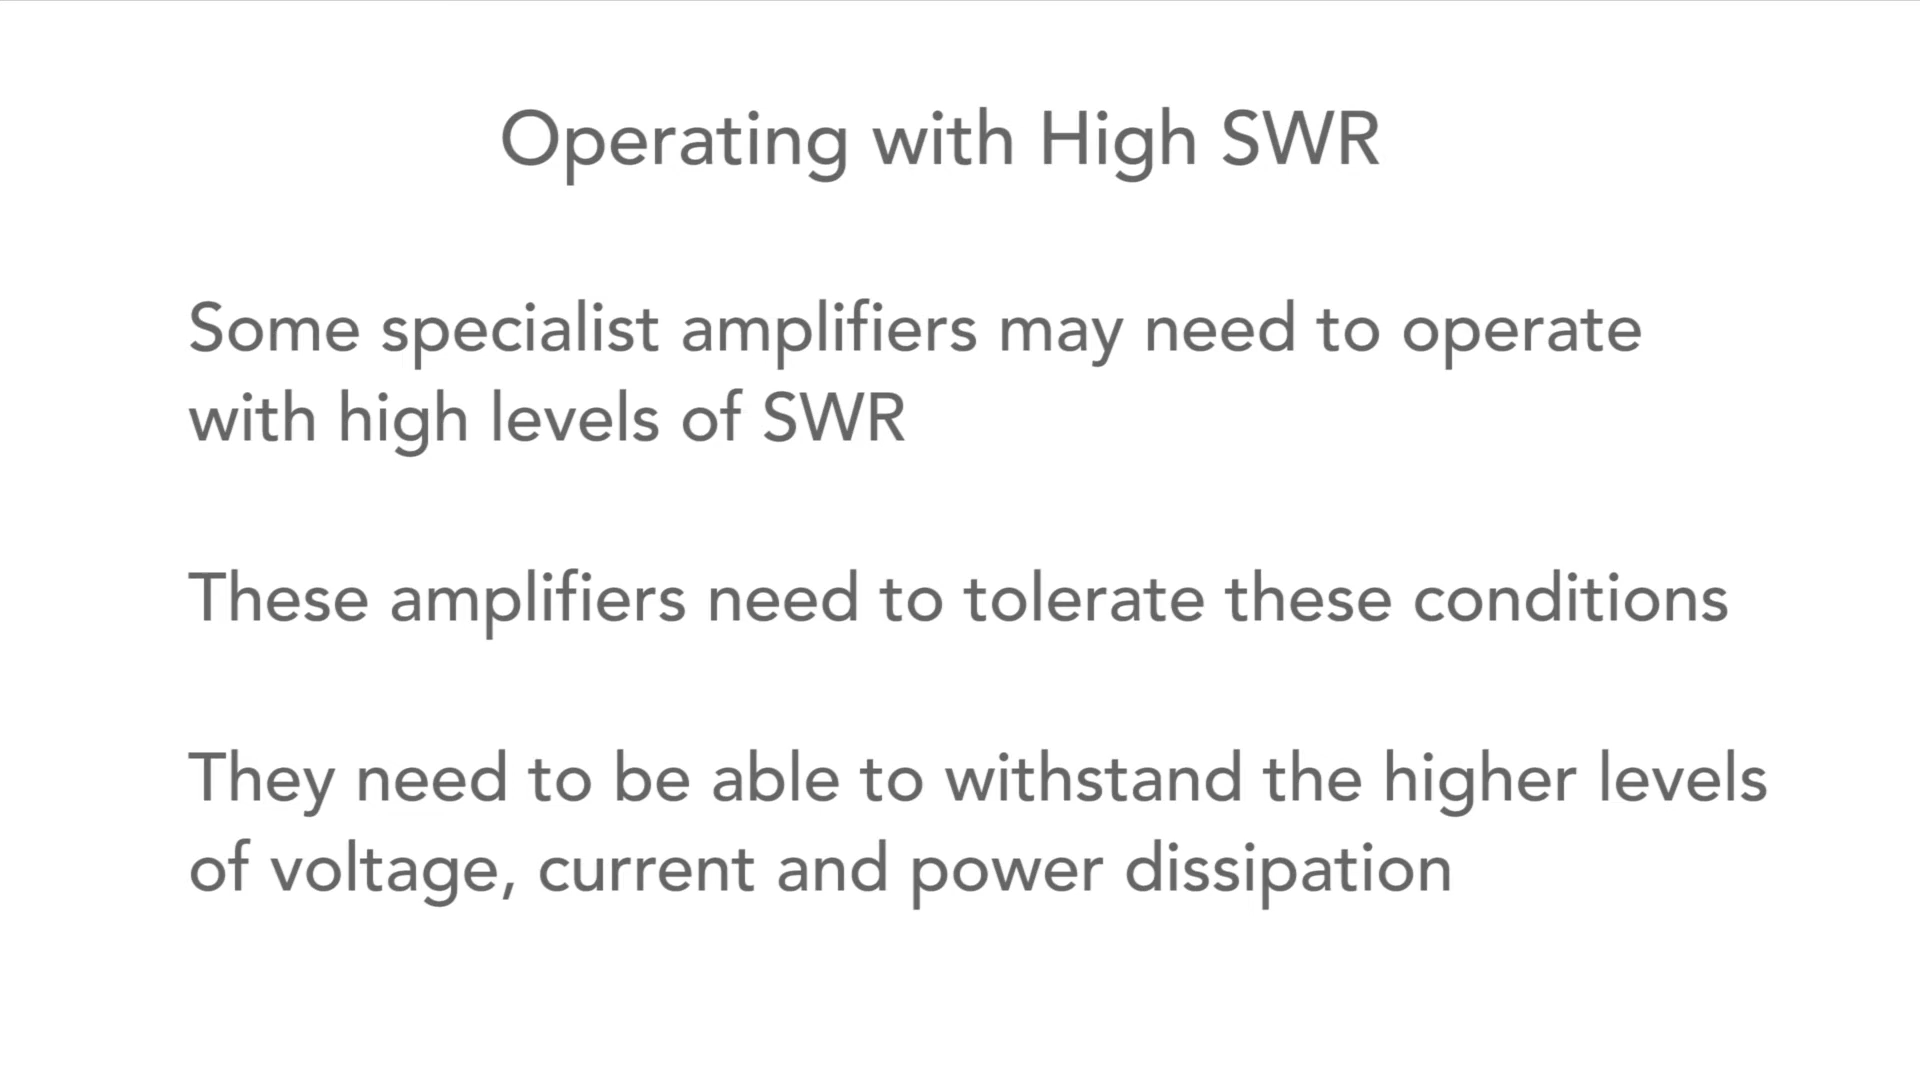 Operating with High SWR
Some specialist amplifiers may need to operate
with high levels of SWR
These amplifiers need to tolerate these conditions
They need to be able to withstand the higher levels
of voltage, current and power dissipation